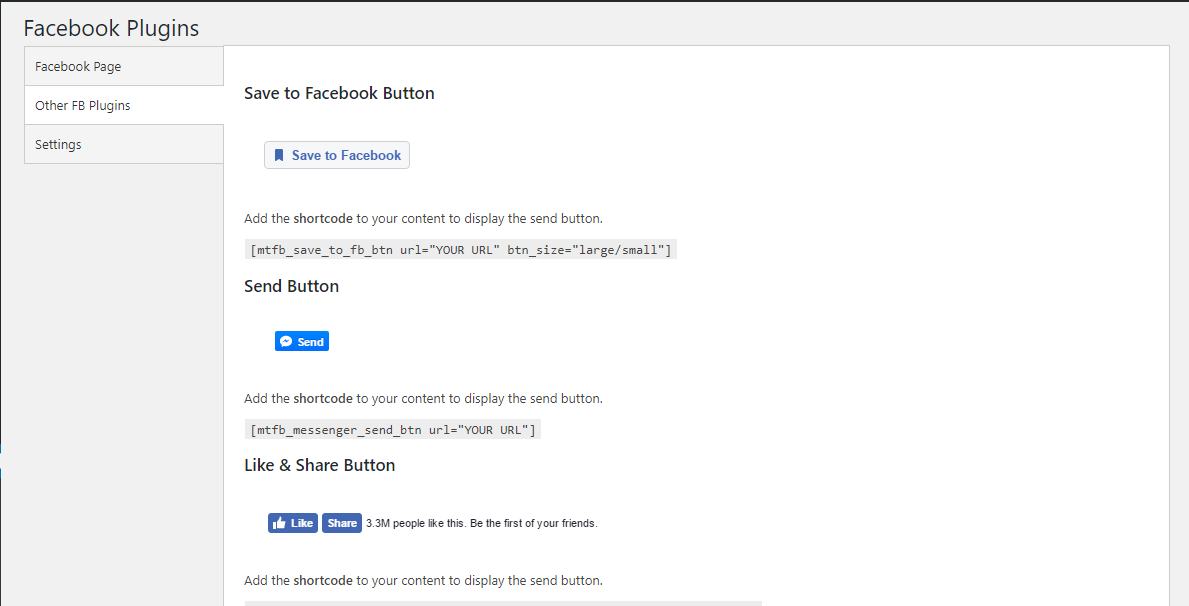 Facebook Plugins
Facebook Page
Other FB Plugins
Settings
Save to Facebook Button
Save to Facebook
Add the shortcode to your content to display the send button.
[mtfb_save_to_fb_btn url="YOUR URL" btn_size="large/small"]
Send Button
Send
Add the shortcode to your content to display the send button.
[mtfb_messenger_send_btn url="YOUR URL"]
Like & Share Button
Like Share 3.3M people like this. Be the first of your friends.
Add the shortcode to your content to display the send button.